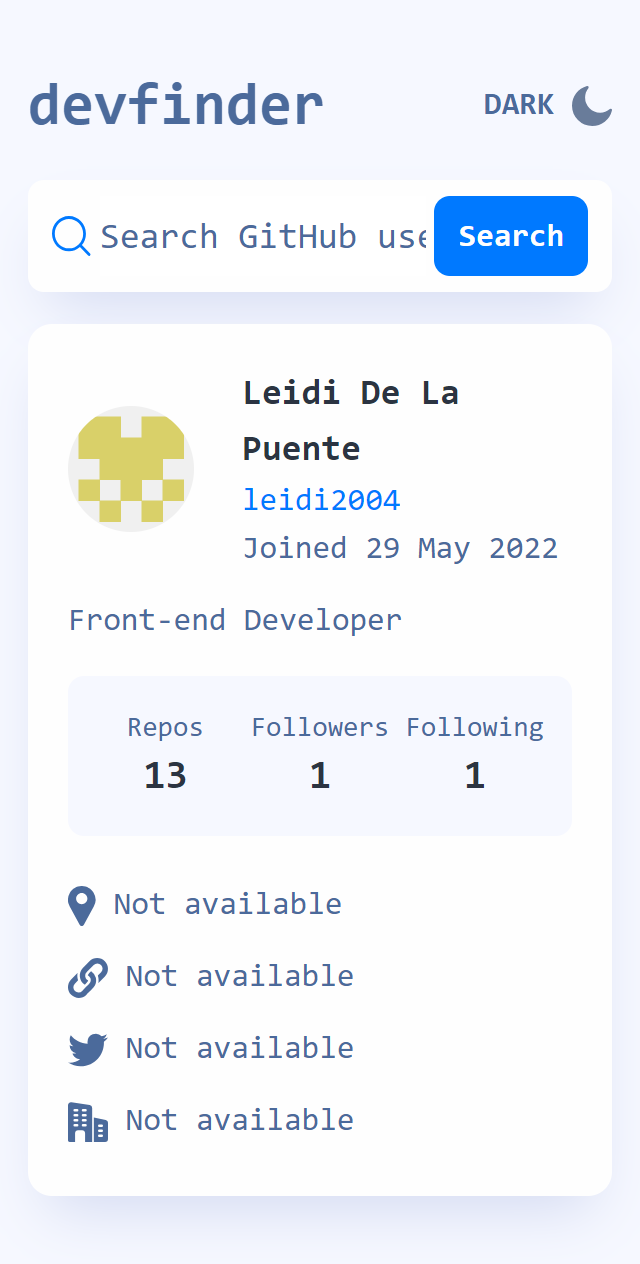 devfinder
DARK
Search GitHub use
Search
Leidi De La
Puente
leidi2004
Joined 29 May 2022
Front-end Developer
Repos Followers Following
13 1 1
Not available
Not available
Not available
Not available